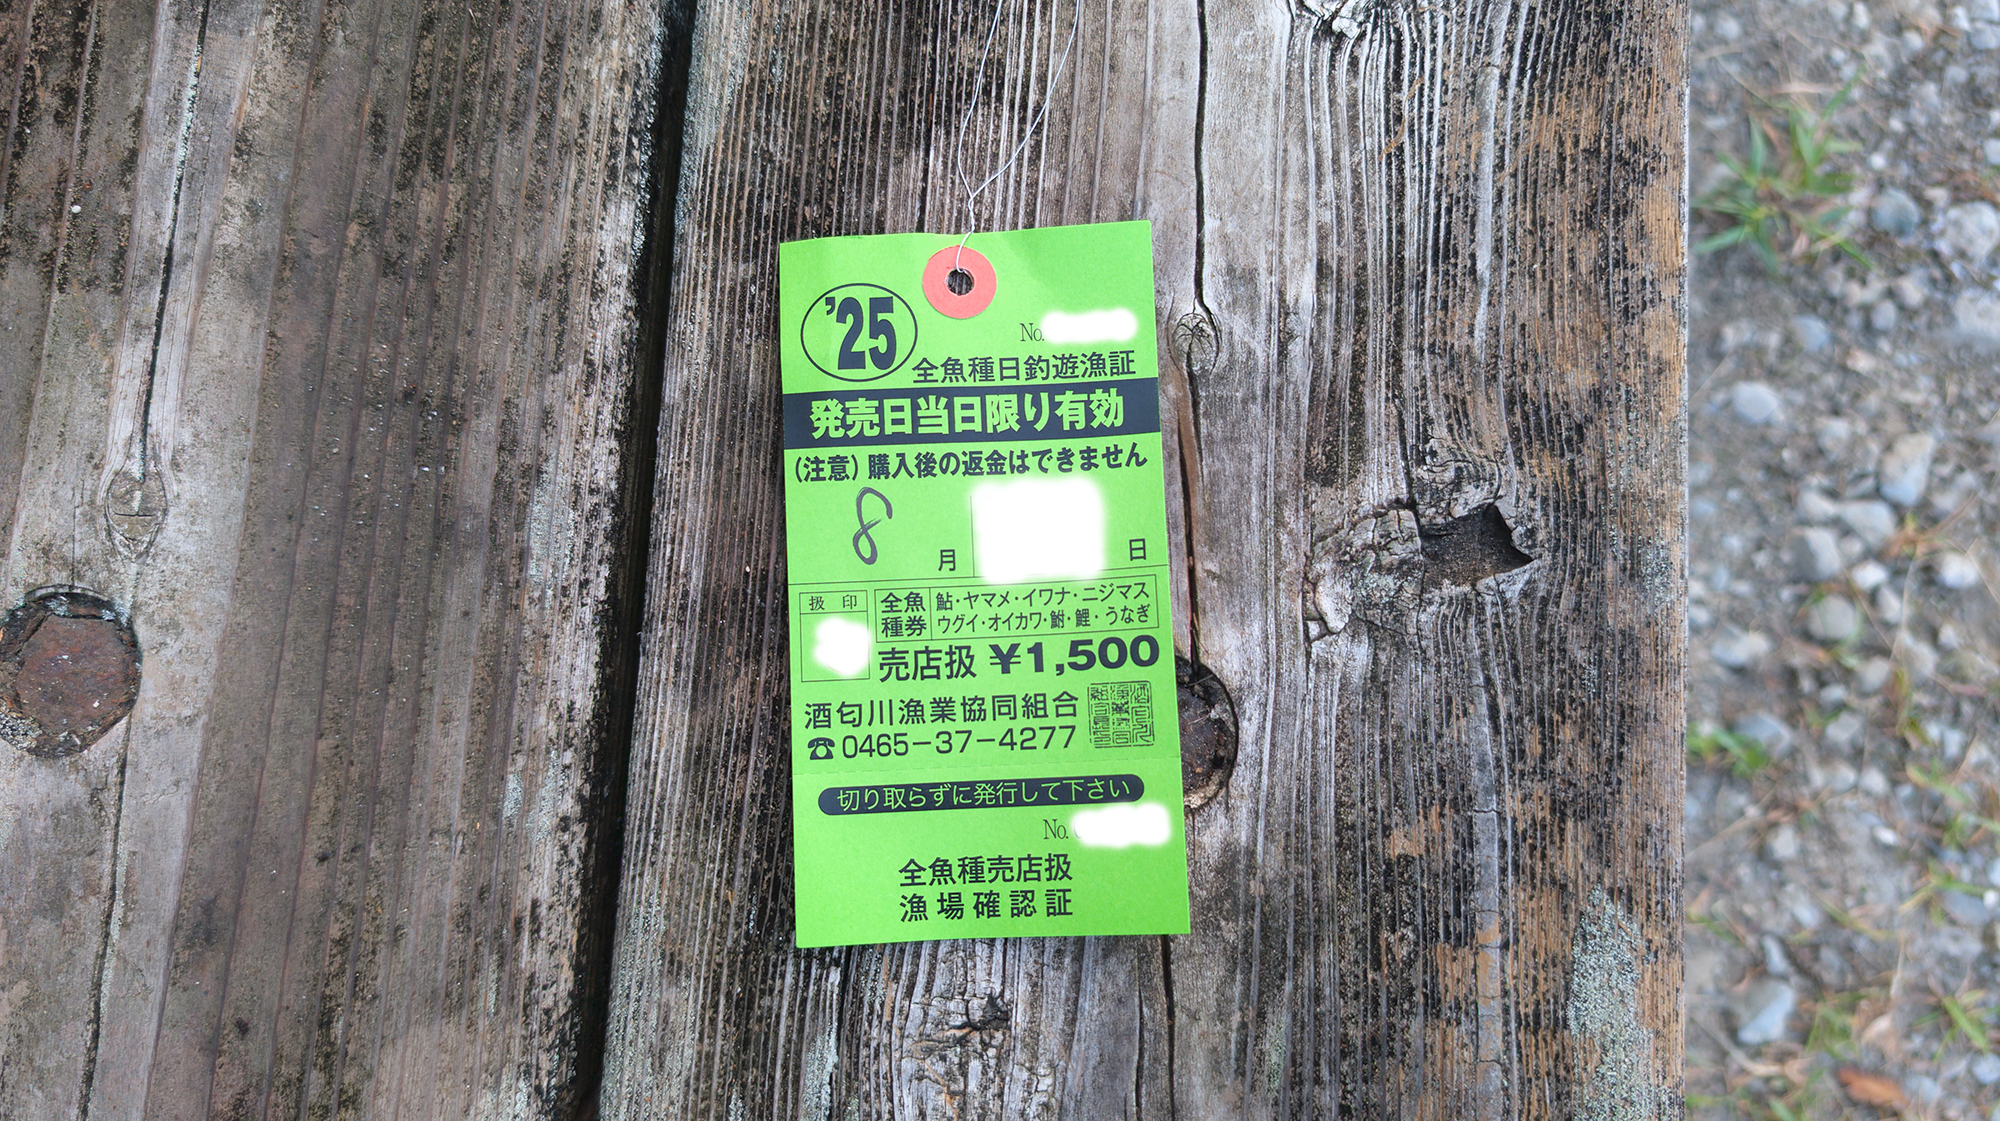 '25
No.
全魚種日釣遊漁証
発売日当日限り有効
(注意) 購入後の返金はできません
8月 日
扱印
全魚種券
鮎・ヤマメ・イワナ・ニジマス
ウグイ・オイカワ・鮒・鯉・うなぎ
売店扱 ¥1,500
酒匂川漁業協同組合
☎0465-37-4277
切り取らずに発行して下さい
No.
全魚種売店扱
漁場確認証